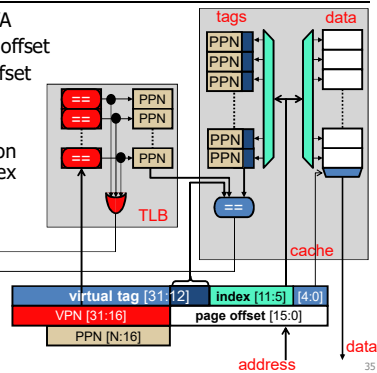 tags data
/A
offset
fset
PPN
PPN
PPN
== PPN
== PPN
on
ex
== PPN
PPN
PPN
TLB
==
cache
virtual tag [31:12] index [11:5] [4:0]
VPN [31:16] page offset [15:0]
PPN [N:16]
address
data
35